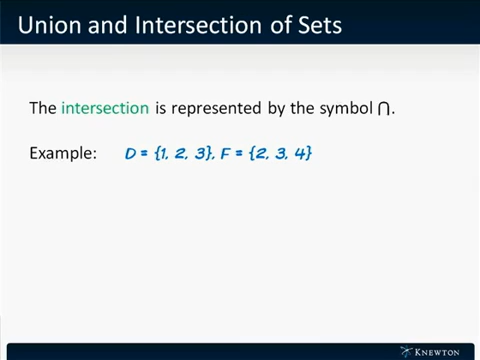 Union and Intersection of Sets
The intersection is represented by the symbol ⋂.
Example: D = {1, 2, 3}, F = {2, 3, 4}
KNEWTON